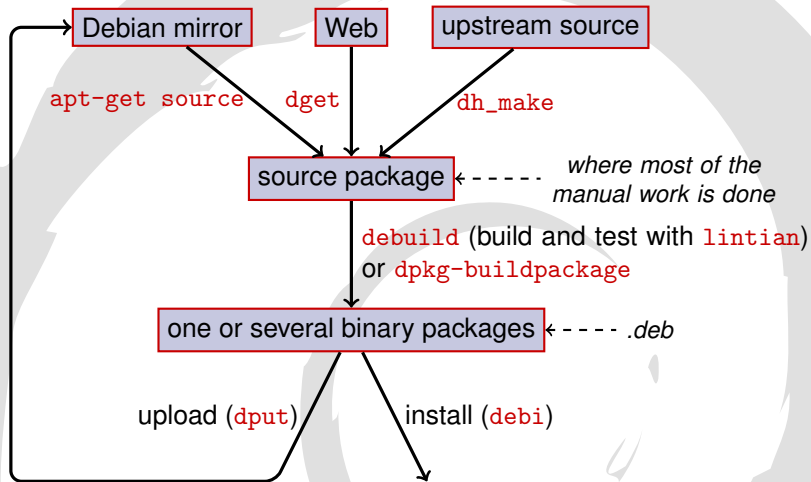 Debian mirror
Web
upstream source
apt-get source
dget
dh_make
source package
where most of the
manual work is done
debuild (build and test with lintian)
or dpkg-buildpackage
one or several binary packages
.deb
upload (dput)
install (debi)